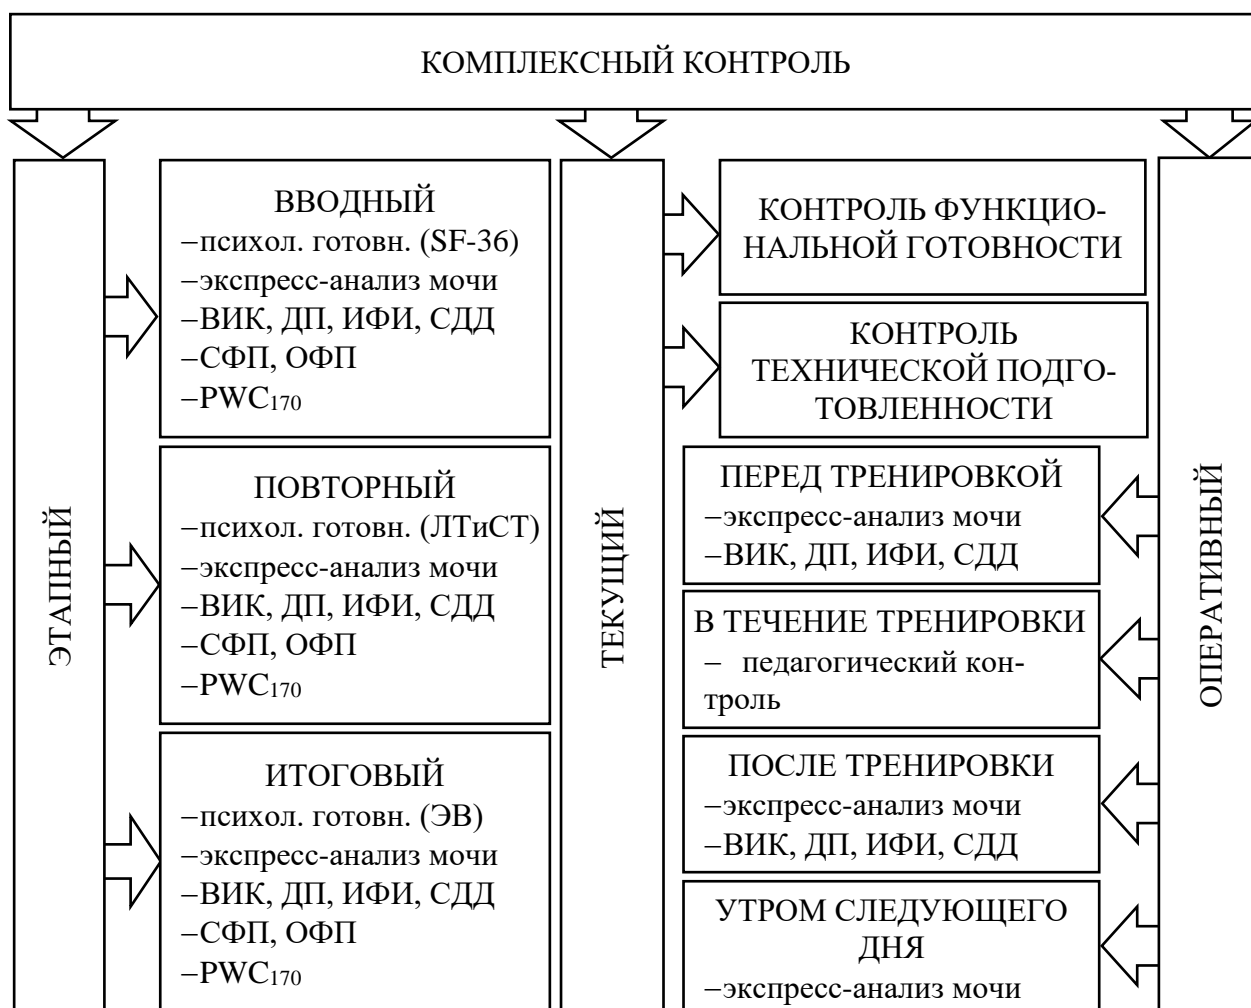 КОМПЛЕКСНЫЙ КОНТРОЛЬ
ЭТАПНЫЙ
ВВОДНЫЙ
–психол. готовн. (SF-36)
–экспресс-анализ мочи
–ВИК, ДП, ИФИ, СДД
–СФП, ОФП
–PWC170
ПОВТОРНЫЙ
–психол. готовн. (ЛТиСТ)
–экспресс-анализ мочи
–ВИК, ДП, ИФИ, СДД
–СФП, ОФП
–PWC170
ИТОГОВЫЙ
–психол. готовн. (ЭВ)
–экспресс-анализ мочи
–ВИК, ДП, ИФИ, СДД
–СФП, ОФП
–PWC170
ТЕКУЩИЙ
КОНТРОЛЬ ФУНКЦИО-
НАЛЬНОЙ ГОТОВНОСТИ
КОНТРОЛЬ
ТЕХНИЧЕСКОЙ ПОДГО-
ТОВЛЕННОСТИ
ОПЕРАТИВНЫЙ
ПЕРЕД ТРЕНИРОВКОЙ
–экспресс-анализ мочи
–ВИК, ДП, ИФИ, СДД
В ТЕЧЕНИЕ ТРЕНИРОВКИ
– педагогический кон-
троль
ПОСЛЕ ТРЕНИРОВКИ
–экспресс-анализ мочи
–ВИК, ДП, ИФИ, СДД
УТРОМ СЛЕДУЮЩЕГО
ДНЯ
–экспресс-анализ мочи